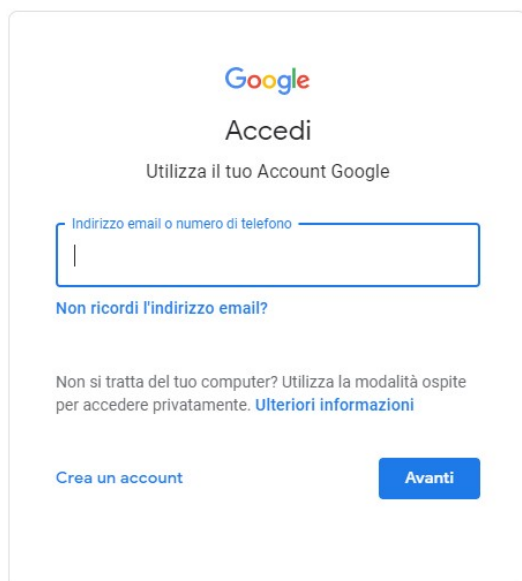 Google
Accedi
Utilizza il tuo Account Google
Indirizzo email o numero di telefono
Non ricordi l'indirizzo email?
Non si tratta del tuo computer? Utilizza la modalità ospite
per accedere privatamente. Ulteriori informazioni
Crea un account
Avanti